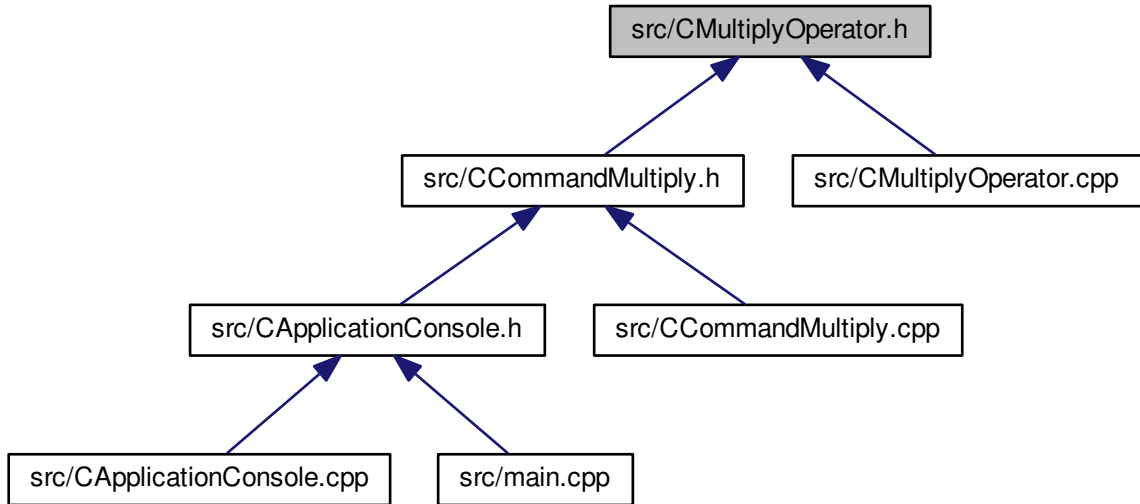 src/CMultiplyOperator.h
src/CCommandMultiply.h
src/CMultiplyOperator.cpp
src/CApplicationConsole.h
src/CCommandMultiply.cpp
src/CApplicationConsole.cpp
src/main.cpp